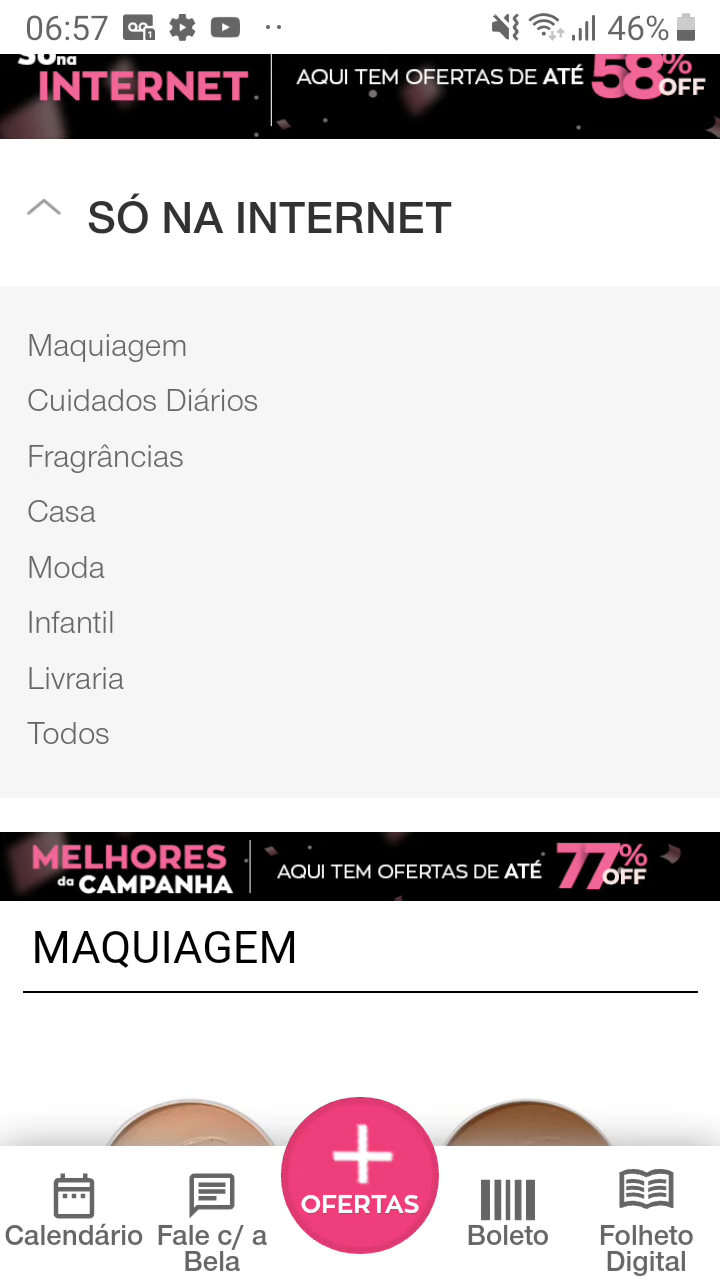 06:57 46%
SÓ na
INTERNET
AQUI TEM OFERTAS DE ATÉ 58% OFF
SÓ NA INTERNET
Maquiagem
Cuidados Diários
Fragrâncias
Casa
Moda
Infantil
Livraria
Todos
MELHORES
da CAMPANHA
AQUI TEM OFERTAS DE ATÉ 77% OFF
MAQUIAGEM
OFERTAS
Calendário
Fale c/ a
Bela
Boleto
Folheto
Digital